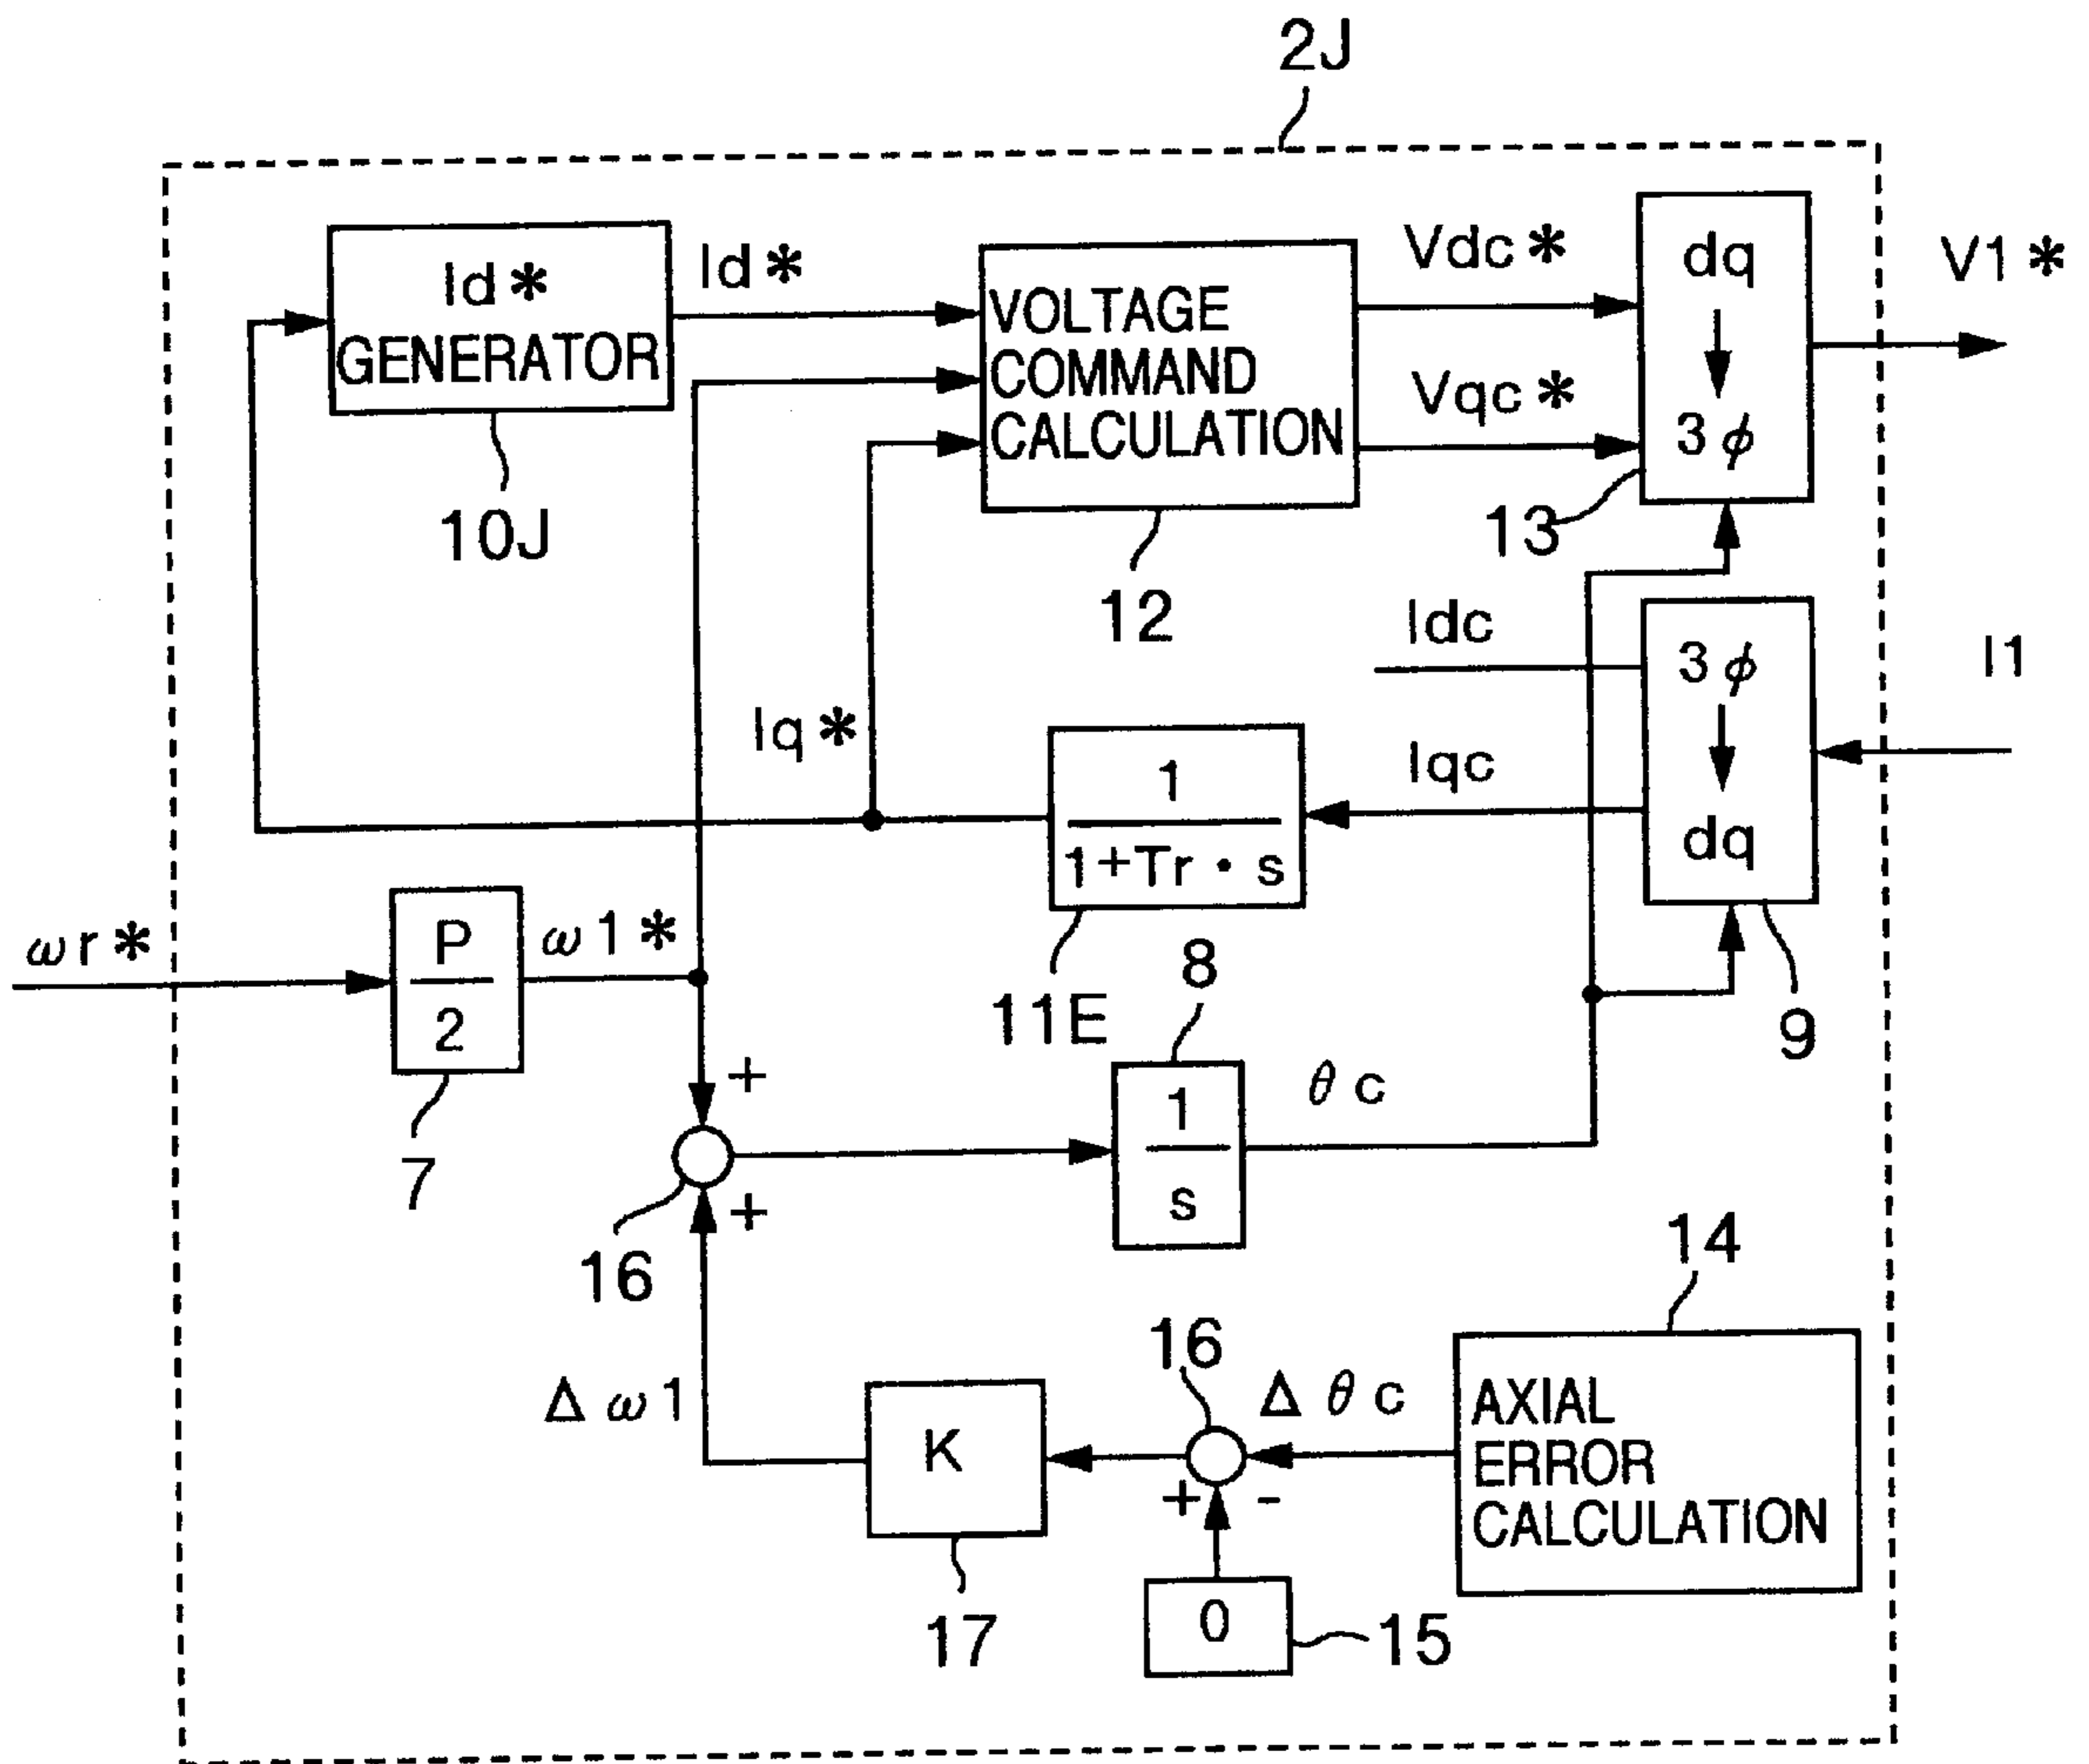 2J
Id*
GENERATOR
10J
Id*
VOLTAGE
COMMAND
CALCULATION
12
Vdc*
Vqc*
dq
3φ
13
V1*
Idc
Iqc
3φ
dq
9
I1
Iq*
1
1+Tr·s
11E
ωr*
P
2
7
ω1*
+
+
16
8
1
s
θc
Δω1
K
17
16
+
-
Δθc
0
15
14
AXIAL
ERROR
CALCULATION